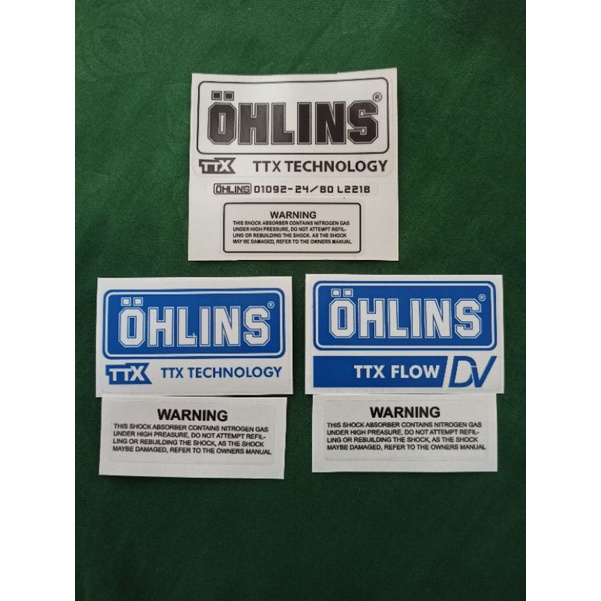 ÖHLINS®
TTX TTX TECHNOLOGY
ÖHLINS 01092-24/80 L2218
WARNING
THIS SHOCK ABSORBER CONTAINS NITROGEN GAS
UNDER HIGH PRESSURE, DO NOT ATTEMPT REFIL-
LING OR REBUILDING THE SHOCK, AS THE SHOCK
MAY BE DAMAGED, REFER TO THE OWNERS MANUAL
ÖHLINS®
TTX TTX TECHNOLOGY
WARNING
THIS SHOCK ABSORBER CONTAINS NITROGEN GAS
UNDER HIGH PREASURE, DO NOT ATTEMPT REFIL-
LING OR REBUILDING THE SHOCK, AS THE SHOCK
MAYBE DAMAGED, REFER TO THE OWNERS MANUAL
ÖHLINS®
TTX FLOW DV
WARNING
THIS SHOCK ABSORBER CONTAINS NITROGEN GAS
UNDER HIGH PREASURE, DO NOT ATTEMPT REFIL-
LING OR REBUILDING THE SHOCK, AS THE SHOCK
MAYBE DAMAGED, REFER TO THE OWNERS MANUAL